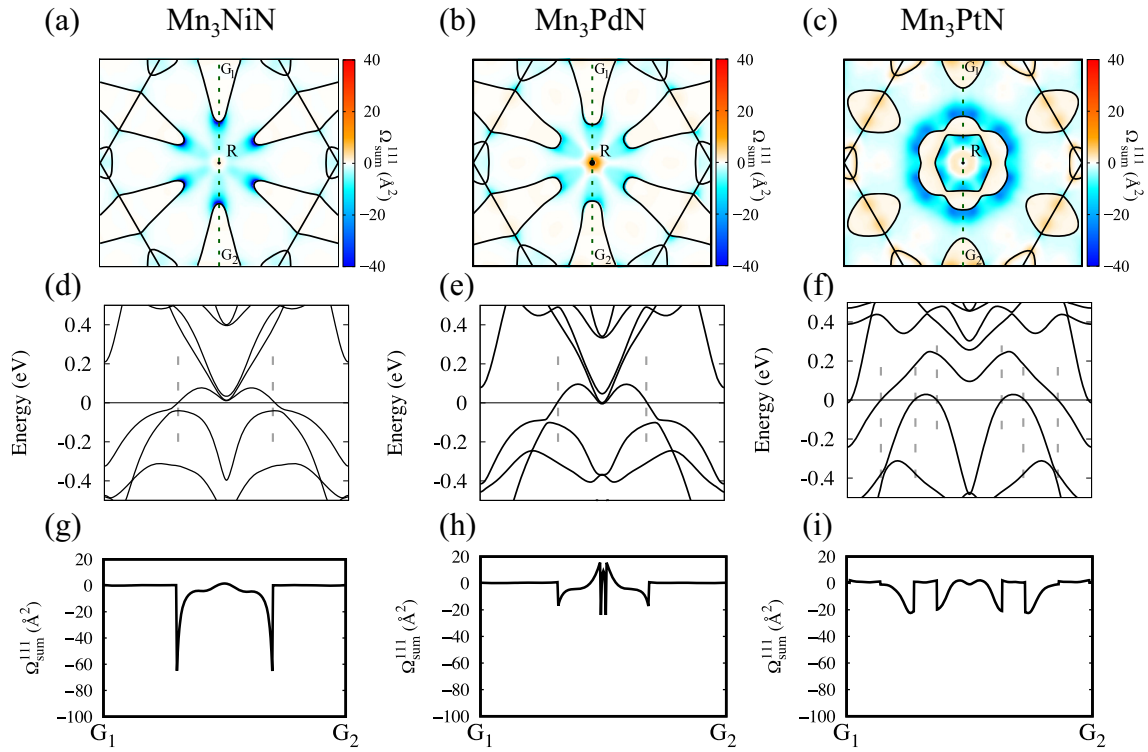 (a) Mn₃NiN (b) Mn₃PdN (c) Mn₃PtN
G₁ R G₂ 40 20 0 −20 −40 Ω¹¹¹sum (Å²)
G₁ R G₂ 40 20 0 −20 −40 Ω¹¹¹sum (Å²)
G₁ R G₂ 40 20 0 −20 −40 Ω¹¹¹sum (Å²)
(d) (e) (f)
Energy (eV) 0.4 0.2 0 -0.2 -0.4
Energy (eV) 0.4 0.2 0 -0.2 -0.4
Energy (eV) 0.4 0.2 0 -0.2 -0.4
(g) (h) (i)
Ω¹¹¹sum (Å²) 20 0 −20 −40 −60 −80 −100
Ω¹¹¹sum (Å²) 20 0 −20 −40 −60 −80 −100
Ω¹¹¹sum (Å²) 20 0 −20 −40 −60 −80 −100
G₁ G₂ G₁ G₂ G₁ G₂